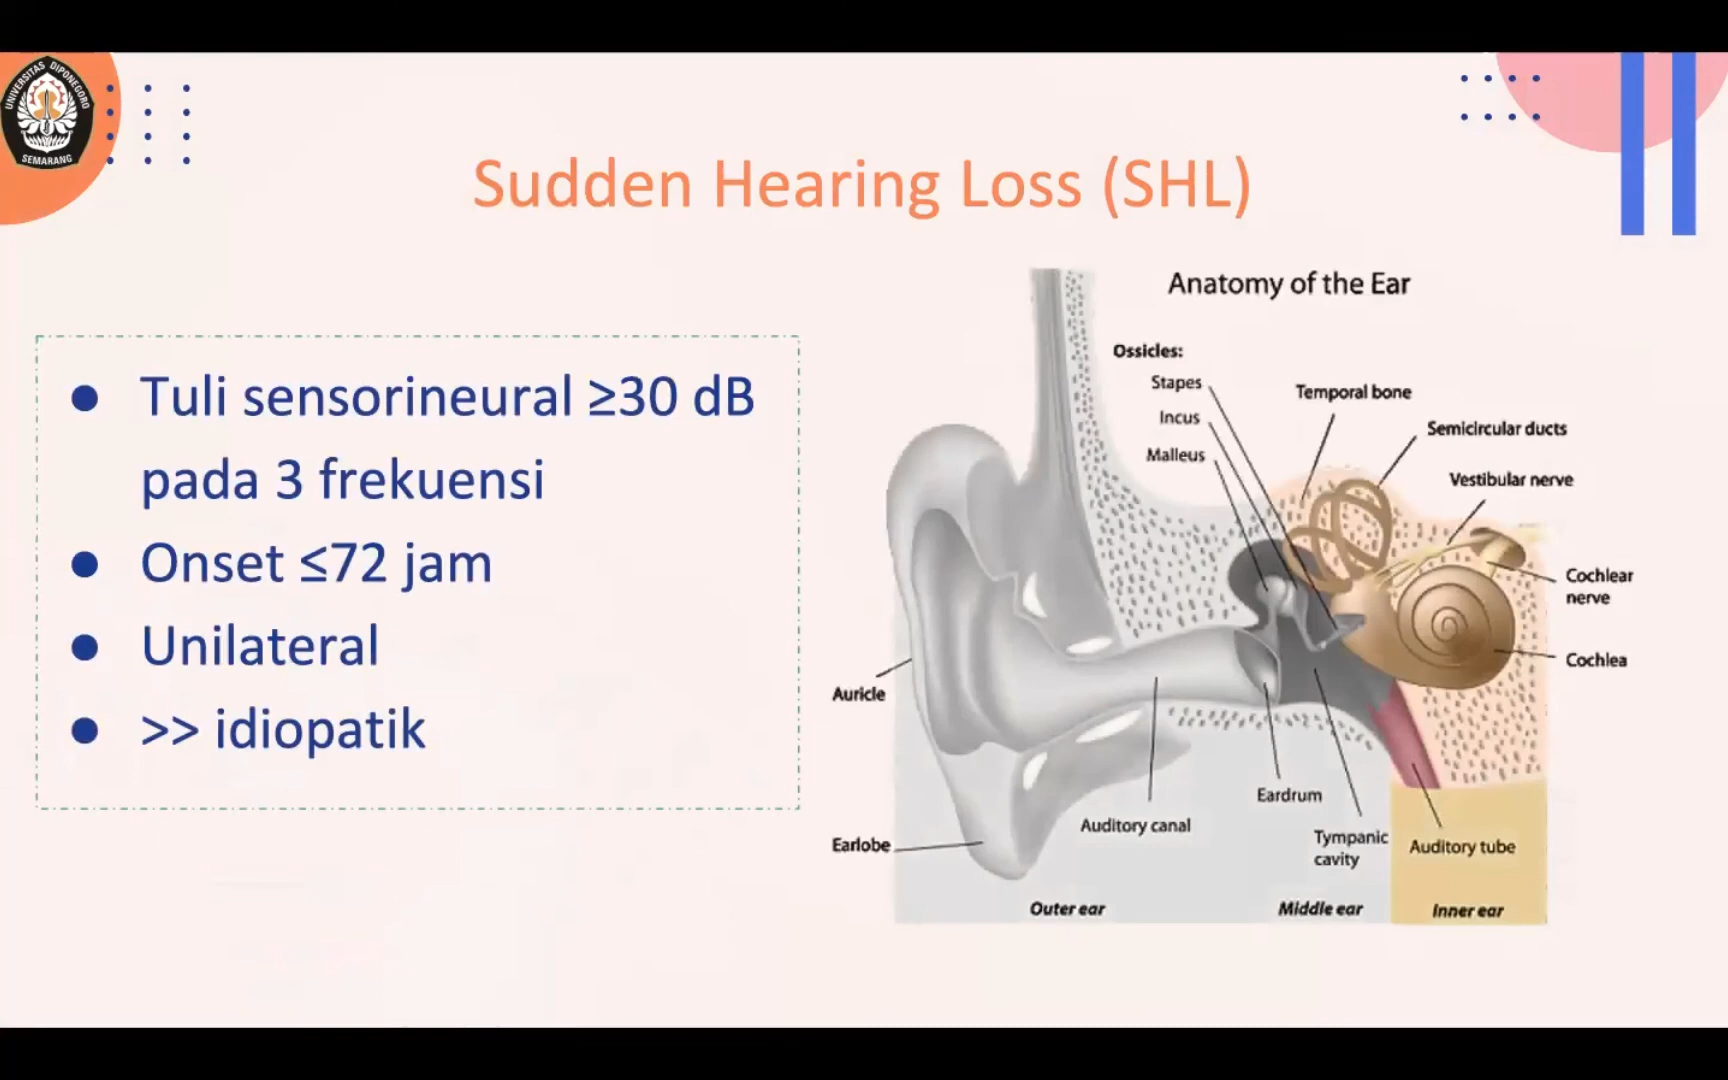 UNIVERSITAS DIPONEGORO
SEMARANG
Sudden Hearing Loss (SHL)
● Tuli sensorineural ≥30 dB
pada 3 frekuensi
● Onset ≤72 jam
● Unilateral
● >> idiopatik
Anatomy of the Ear
Ossicles:
Stapes
Incus
Malleus
Temporal bone
Semicircular ducts
Vestibular nerve
Cochlear
nerve
Cochlea
Auricle
Earlobe
Auditory canal
Eardrum
Tympanic
cavity
Auditory tube
Outer ear
Middle ear
Inner ear